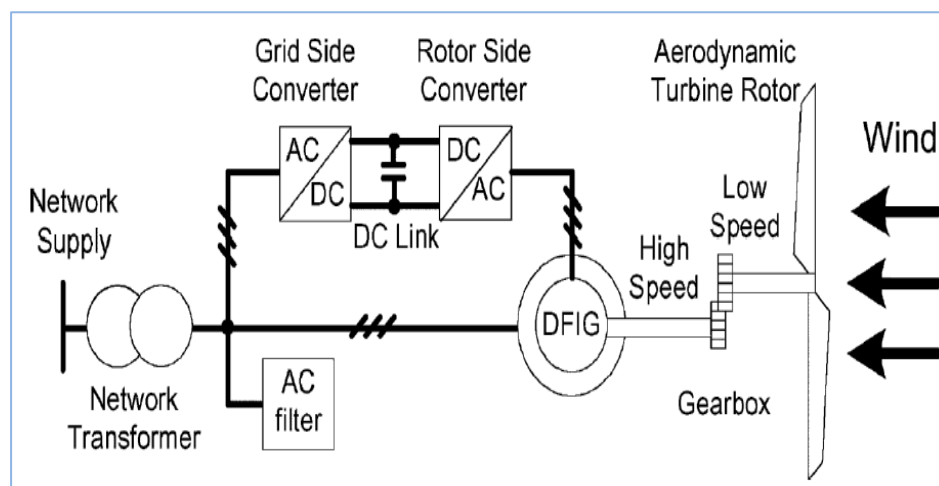 Grid Side
Converter
Rotor Side
Converter
Aerodynamic
Turbine Rotor
Wind
AC
DC
DC
AC
DC Link
Network
Supply
Low
Speed
High
Speed
DFIG
AC
filter
Network
Transformer
Gearbox